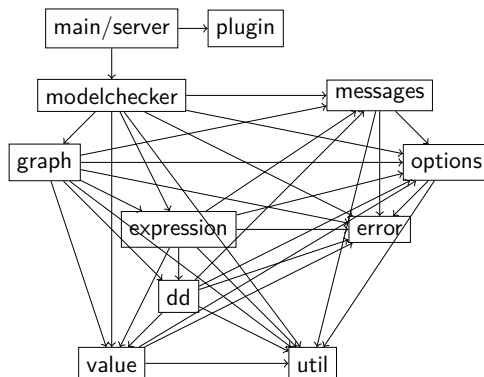 main/server
plugin
modelchecker
messages
graph
options
expression
error
dd
value
util